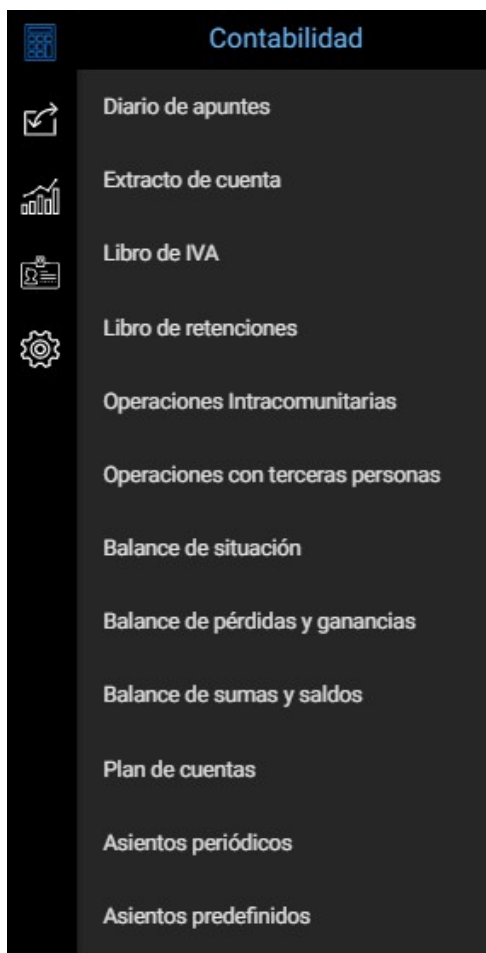 Contabilidad
Diario de apuntes
Extracto de cuenta
Libro de IVA
Libro de retenciones
Operaciones Intracomunitarias
Operaciones con terceras personas
Balance de situación
Balance de pérdidas y ganancias
Balance de sumas y saldos
Plan de cuentas
Asientos periódicos
Asientos predefinidos